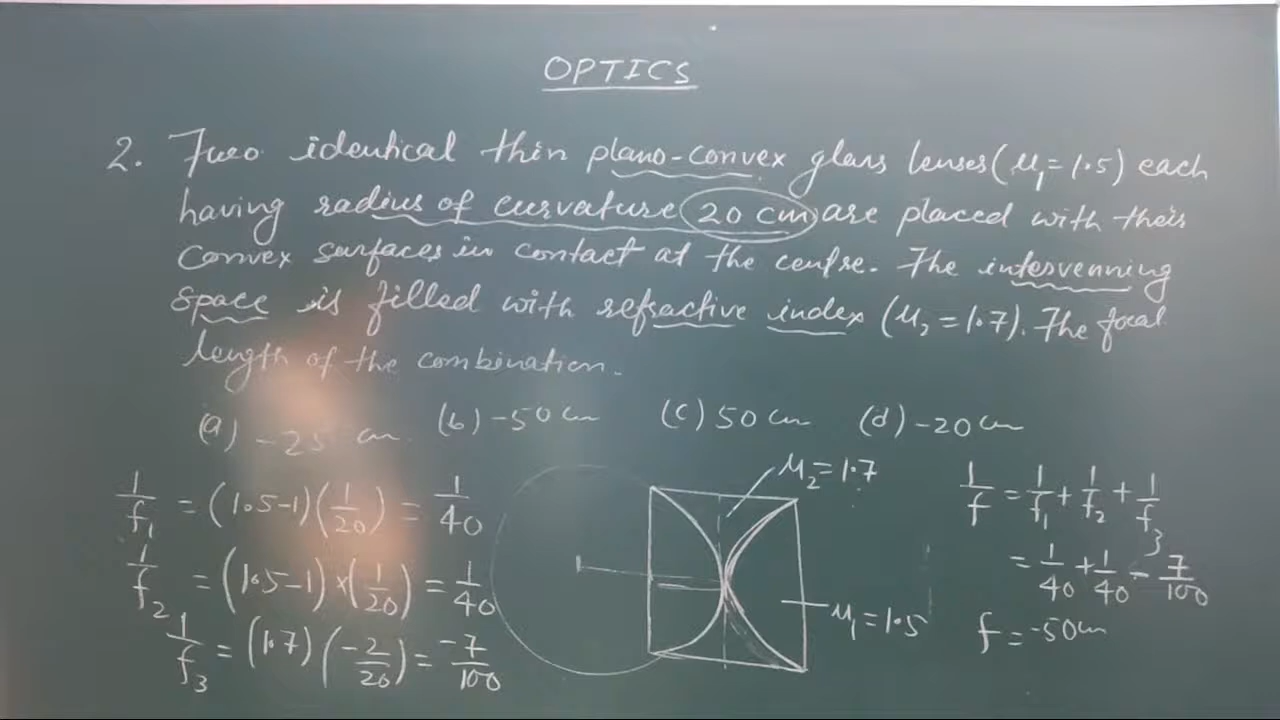 OPTICS
2. Two identical thin plano-convex glass lenses (μ₁ = 1.5) each
having radius of curvature 20 cm are placed with their
convex surfaces in contact at the centre. The intervenning
space is filled with refractive index (μ₂ = 1.7). The focal
length of the combination.
(a) -25 cm. (b) -50 cm (c) 50 cm (d) -20 cm
1/f₁ = (1.5-1)(1/20) = 1/40
1/f₂ = (1.5-1)×(1/20) = 1/40
1/f₃ = (1.7)(-2/20) = -7/100
μ₂ = 1.7
μ₁ = 1.5
1/f = 1/f₁ + 1/f₂ + 1/f₃
= 1/40 + 1/40 - 7/100
f = -50 cm